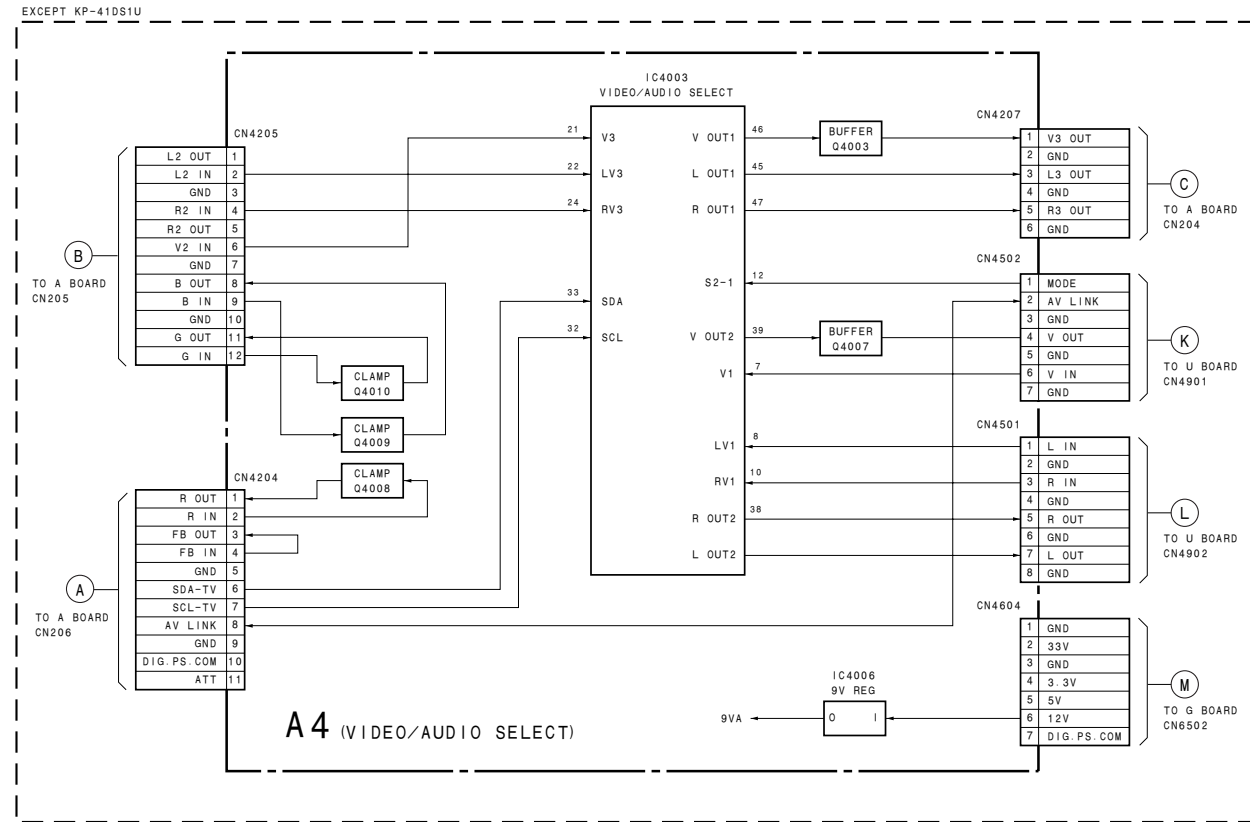 EXCEPT KP-41DS1U
IC4003
VIDEO/AUDIO SELECT
CN4205
L2 OUT 1
L2 IN 2
GND 3
R2 IN 4
R2 OUT 5
V2 IN 6
GND 7
B OUT 8
B IN 9
GND 10
G OUT 11
G IN 12
B
TO A BOARD
CN205
CLAMP
Q4010
CLAMP
Q4009
CLAMP
Q4008
CN4204
R OUT 1
R IN 2
FB OUT 3
FB IN 4
GND 5
SDA-TV 6
SCL-TV 7
AV LINK 8
GND 9
DIG.PS.COM 10
ATT 11
A
TO A BOARD
CN206
21 V3
22 LV3
24 RV3
33 SDA
32 SCL
V OUT1 46
L OUT1 45
R OUT1 47
S2-1 12
V OUT2 39
V1 7
LV1 8
RV1 10
R OUT2 38
L OUT2
BUFFER
Q4003
BUFFER
Q4007
CN4207
1 V3 OUT
2 GND
3 L3 OUT
4 GND
5 R3 OUT
6 GND
C
TO A BOARD
CN204
CN4502
1 MODE
2 AV LINK
3 GND
4 V OUT
5 GND
6 V IN
7 GND
K
TO U BOARD
CN4901
CN4501
1 L IN
2 GND
3 R IN
4 GND
5 R OUT
6 GND
7 L OUT
8 GND
L
TO U BOARD
CN4902
CN4604
1 GND
2 33V
3 GND
4 3.3V
5 5V
6 12V
7 DIG.PS.COM
M
TO G BOARD
CN6502
IC4006
9V REG
9VA
O I
A4 (VIDEO/AUDIO SELECT)